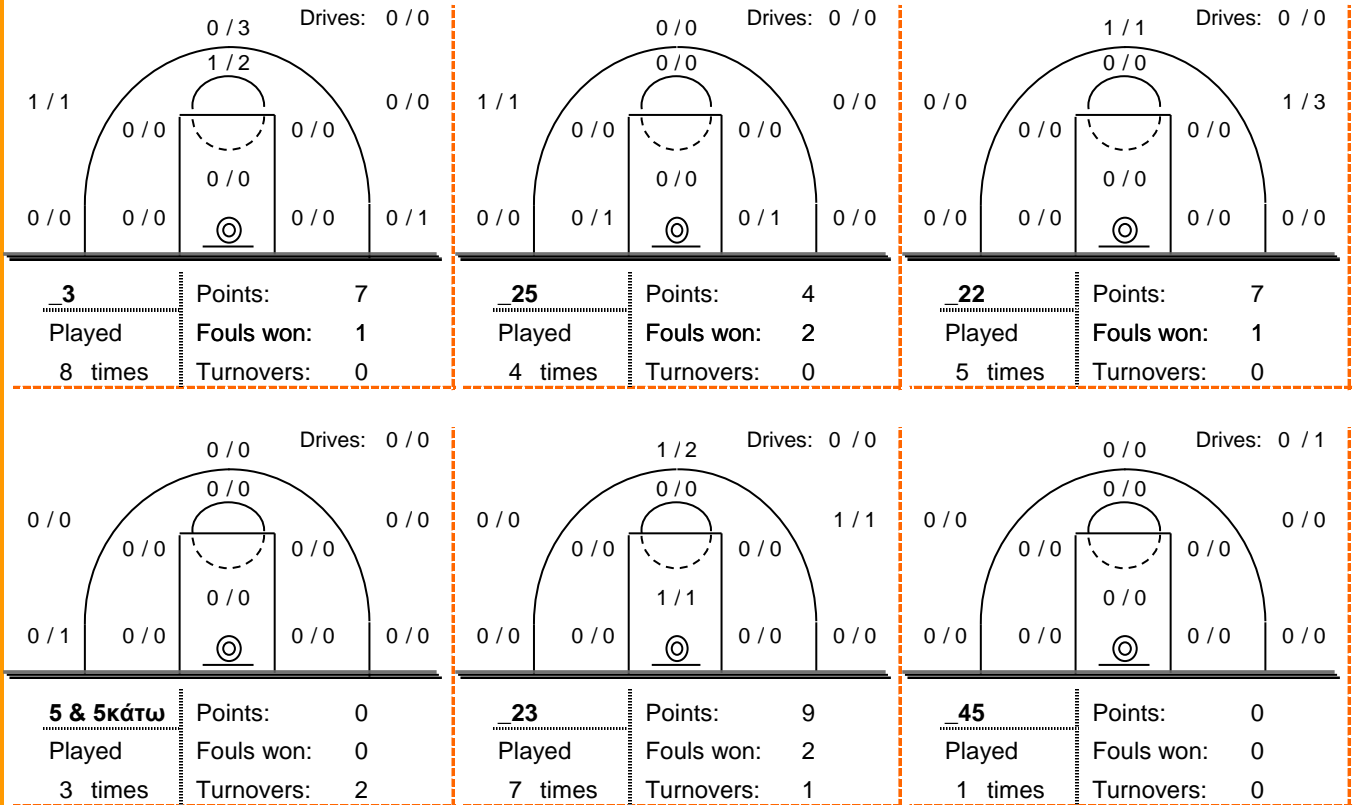 Drives: 0 / 0
0 / 3
1 / 2
1 / 1
0 / 0
0 / 0
0 / 0
0 / 0
0 / 0
0 / 0
0 / 0
0 / 1
_3
Points: 7
Played
Fouls won: 1
8 times
Turnovers: 0
Drives: 0 / 0
0 / 0
0 / 0
1 / 1
0 / 0
0 / 0
0 / 0
0 / 0
0 / 0
0 / 1
0 / 1
0 / 0
_25
Points: 4
Played
Fouls won: 2
4 times
Turnovers: 0
Drives: 0 / 0
1 / 1
0 / 0
0 / 0
1 / 3
0 / 0
0 / 0
0 / 0
0 / 0
0 / 0
0 / 0
0 / 0
_22
Points: 7
Played
Fouls won: 1
5 times
Turnovers: 0
Drives: 0 / 0
0 / 0
0 / 0
0 / 0
0 / 0
0 / 0
0 / 0
0 / 0
0 / 1
0 / 0
0 / 0
0 / 0
5 & 5κάτω
Points: 0
Played
Fouls won: 0
3 times
Turnovers: 2
Drives: 0 / 0
1 / 2
0 / 0
0 / 0
1 / 1
0 / 0
0 / 0
1 / 1
0 / 0
0 / 0
0 / 0
0 / 0
_23
Points: 9
Played
Fouls won: 2
7 times
Turnovers: 1
Drives: 0 / 1
0 / 0
0 / 0
0 / 0
0 / 0
0 / 0
0 / 0
0 / 0
0 / 0
0 / 0
0 / 0
0 / 0
_45
Points: 0
Played
Fouls won: 0
1 times
Turnovers: 0